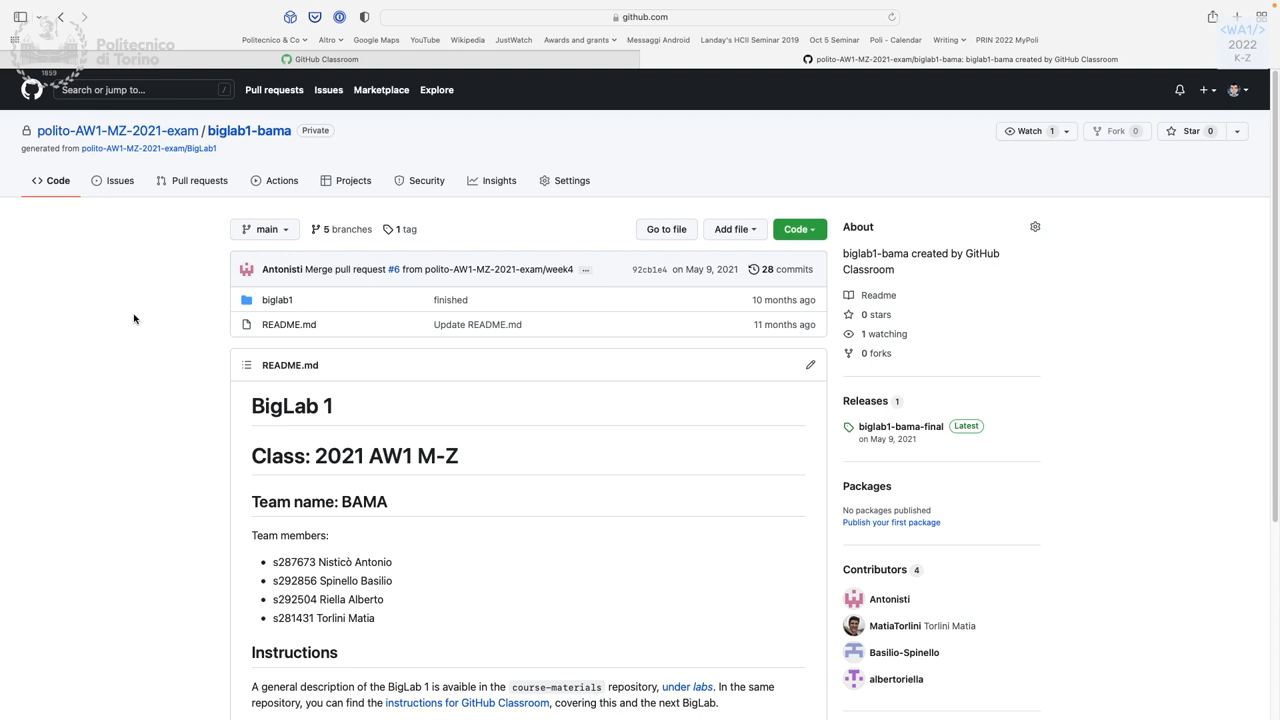 github.com
Politecnico & Co
Altro
Google Maps
YouTube
Wikipedia
JustWatch
Awards and grants
Messaggi Android
Landay's HCII Seminar 2019
Oct 5 Seminar
Poli - Calendar
Writing
PRIN 2022 MyPoli
Politecnico
di Torino
1859
<WA1/>
2022
K-Z
GitHub Classroom
polito-AW1-MZ-2021-exam/biglab1-bama: biglab1-bama created by GitHub Classroom
Search or jump to...
/
Pull requests
Issues
Marketplace
Explore
polito-AW1-MZ-2021-exam / biglab1-bama
Private
Watch 1
Fork 0
Star 0
generated from polito-AW1-MZ-2021-exam/BigLab1
Code
Issues
Pull requests
Actions
Projects
Security
Insights
Settings
main
5 branches
1 tag
Go to file
Add file
Code
Antonisti Merge pull request #6 from polito-AW1-MZ-2021-exam/week4 ...
92cb1e4 on May 9, 2021
28 commits
biglab1 finished 10 months ago
README.md Update README.md 11 months ago
README.md
BigLab 1
Class: 2021 AW1 M-Z
Team name: BAMA
Team members:
s287673 Nisticò Antonio
s292856 Spinello Basilio
s292504 Riella Alberto
s281431 Torlini Matia
Instructions
A general description of the BigLab 1 is avaible in the course-materials repository, under labs. In the same
repository, you can find the instructions for GitHub Classroom, covering this and the next BigLab.
About
biglab1-bama created by GitHub
Classroom
Readme
0 stars
1 watching
0 forks
Releases 1
biglab1-bama-final Latest
on May 9, 2021
Packages
No packages published
Publish your first package
Contributors 4
Antonisti
MatiaTorlini Torlini Matia
Basilio-Spinello
albertoriella